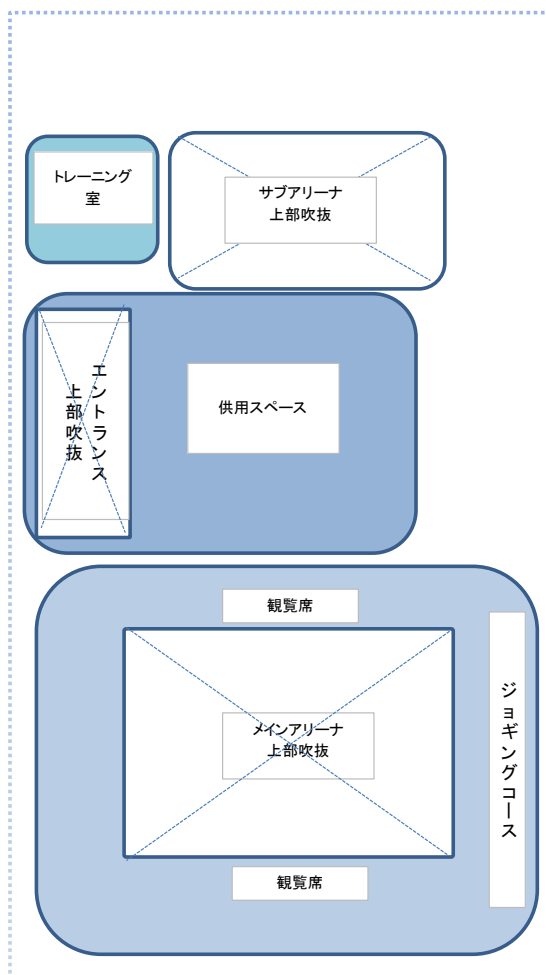 トレーニング
室
サブアリーナ
上部吹抜
エントランス
上部吹抜
供用スペース
観覧席
メインアリーナ
上部吹抜
ジョギングコース
観覧席